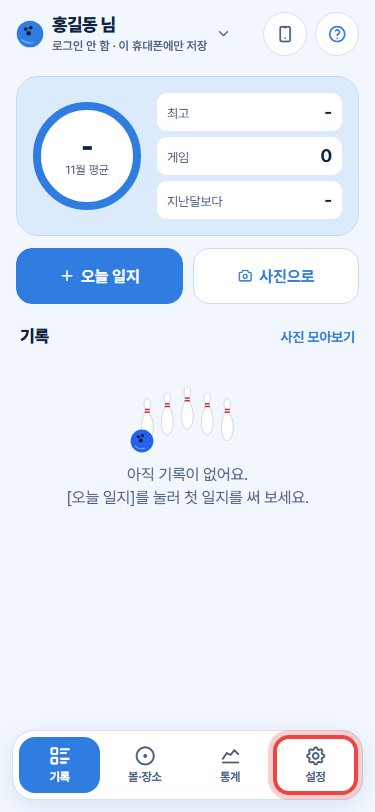 홍길동 님
로그인 안 함 · 이 휴대폰에만 저장
-
11월 평균
최고 -
게임 0
지난달보다 -
+ 오늘 일지
사진으로
기록
사진 모아보기
아직 기록이 없어요.
[오늘 일지]를 눌러 첫 일지를 써 보세요.
기록
볼·장소
통계
설정